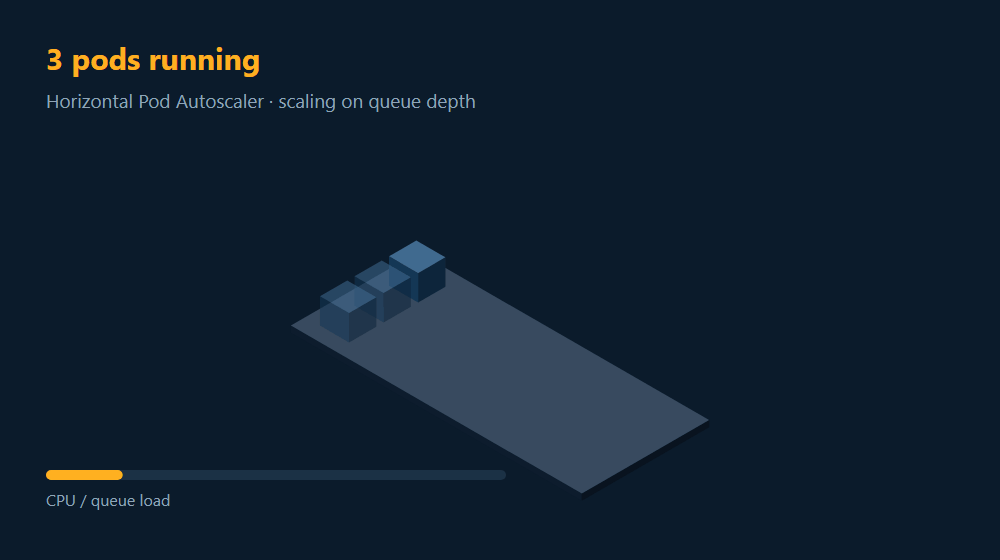 3 pods running
Horizontal Pod Autoscaler · scaling on queue depth
CPU / queue load